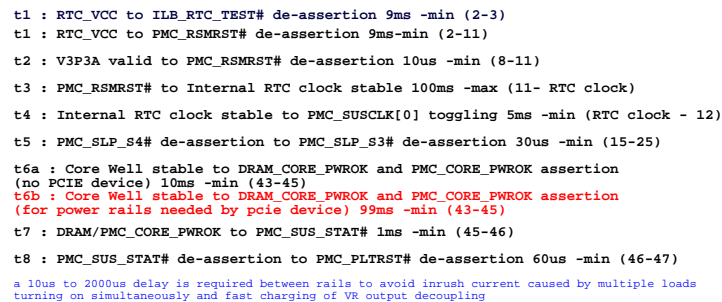 t1 : RTC_VCC to ILB_RTC_TEST# de-assertion 9ms -min (2-3)
t1 : RTC_VCC to PMC_RSMRST# de-assertion 9ms-min (2-11)
t2 : V3P3A valid to PMC_RSMRST# de-assertion 10us -min (8-11)
t3 : PMC_RSMRST# to Internal RTC clock stable 100ms -max (11- RTC clock)
t4 : Internal RTC clock stable to PMC_SUSCLK[0] toggling 5ms -min (RTC clock - 12)
t5 : PMC_SLP_S4# de-assertion to PMC_SLP_S3# de-assertion 30us -min (15-25)
t6a : Core Well stable to DRAM_CORE_PWROK and PMC_CORE_PWROK assertion
(no PCIE device) 10ms -min (43-45)
t6b : Core Well stable to DRAM_CORE_PWROK and PMC_CORE_PWROK assertion
(for power rails needed by pcie device) 99ms -min (43-45)
t7 : DRAM/PMC_CORE_PWROK to PMC_SUS_STAT# 1ms -min (45-46)
t8 : PMC_SUS_STAT# de-assertion to PMC_PLTRST# de-assertion 60us -min (46-47)
a 10us to 2000us delay is required between rails to avoid inrush current caused by multiple loads
turning on simultaneously and fast charging of VR output decoupling